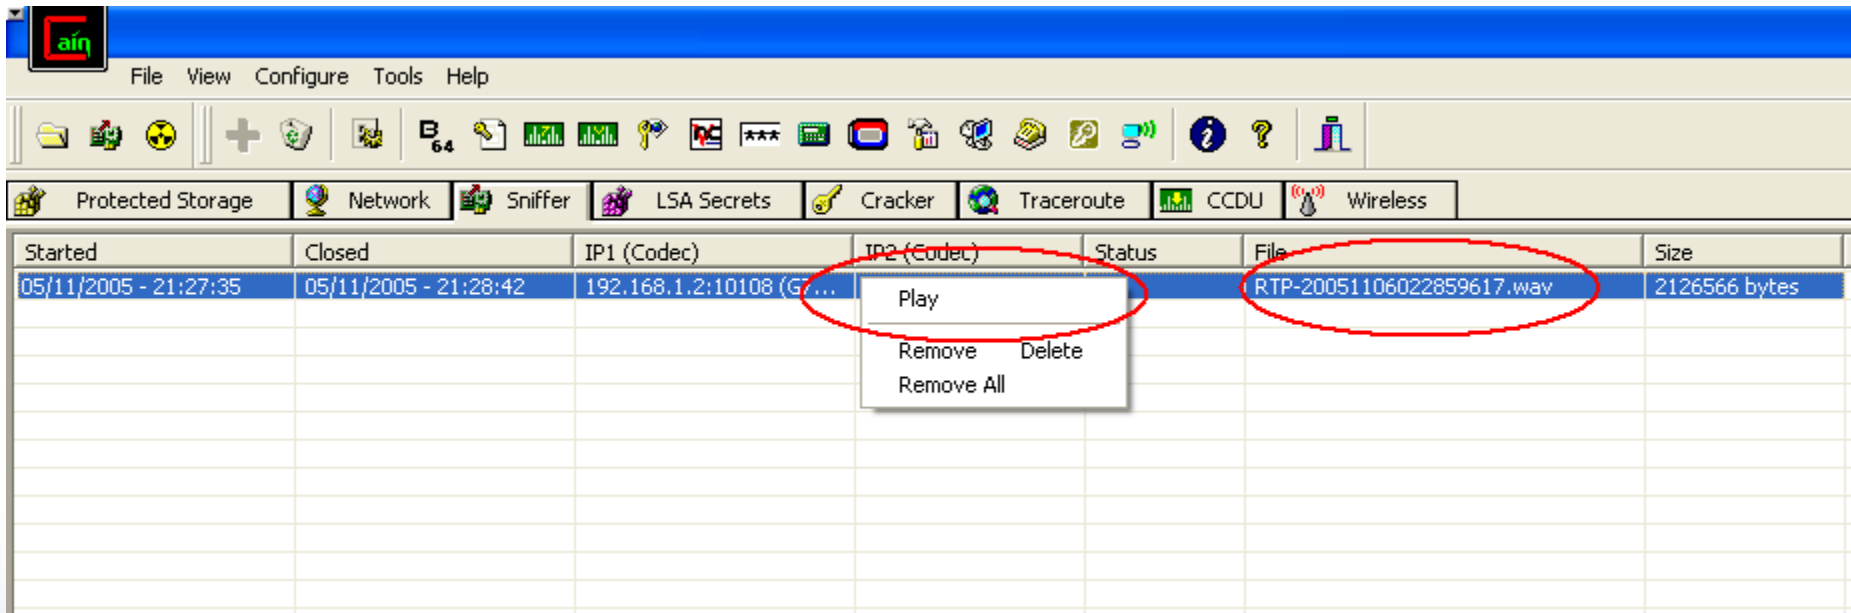 Cain
File View Configure Tools Help
B64 ***
Protected Storage Network Sniffer LSA Secrets Cracker Traceroute CCDU Wireless
Started Closed IP1 (Codec) IP2 (Codec) Status File Size
05/11/2005 - 21:27:35 05/11/2005 - 21:28:42 192.168.1.2:10108 (G7... RTP-20051106022859617.wav 2126566 bytes
Play
Remove Delete
Remove All